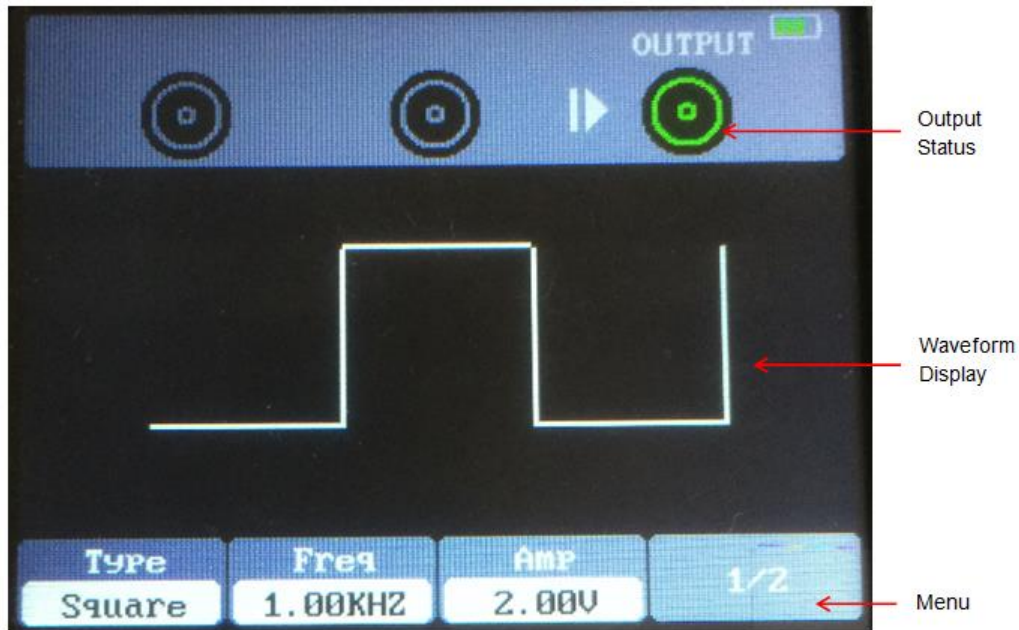 OUTPUT
Output
Status
Waveform
Display
Type
Freq
Amp
1/2
Square
1.00KHZ
2.00V
Menu